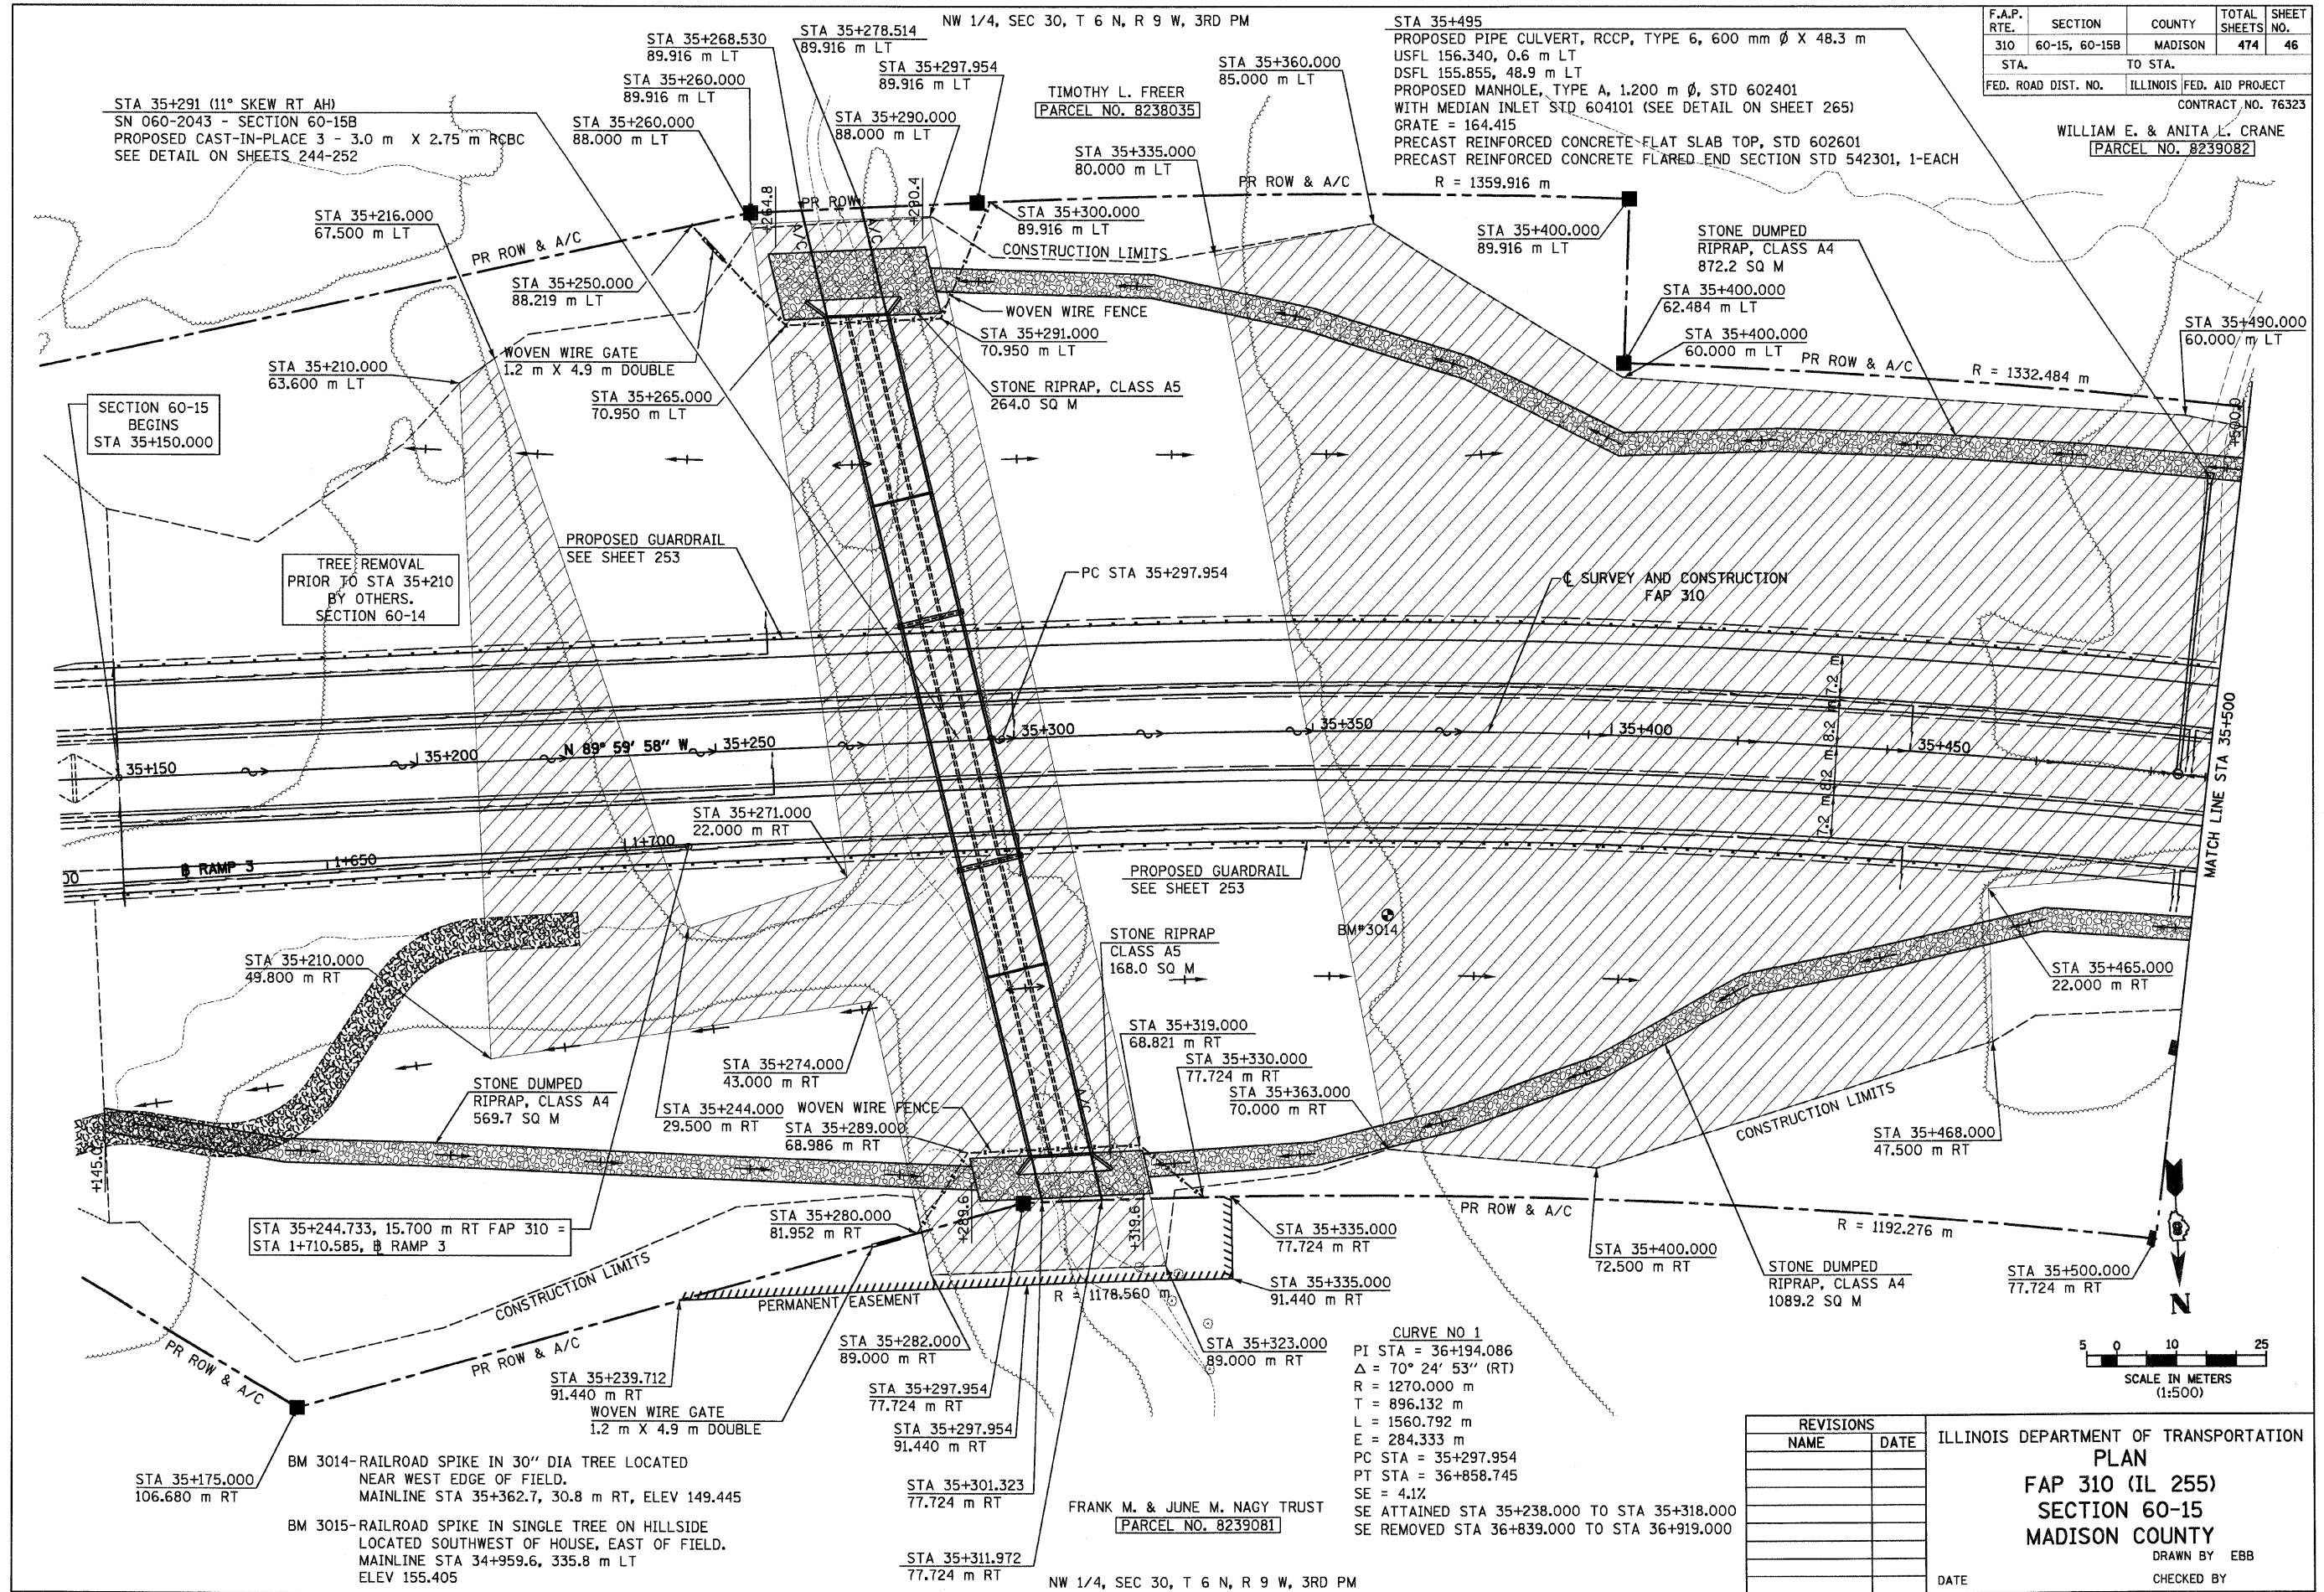 NW 1/4, SEC 30, T 6 N, R 9 W, 3RD PM
F.A.P. RTE. SECTION COUNTY TOTAL SHEETS SHEET NO.
310 60-15, 60-15B MADISON 474 46
STA. TO STA.
FED. ROAD DIST. NO. ILLINOIS FED. AID PROJECT
CONTRACT NO. 76323
WILLIAM E. & ANITA L. CRANE
PARCEL NO. 8239082
STA 35+495
PROPOSED PIPE CULVERT, RCCP, TYPE 6, 600 mm Ø X 48.3 m
USFL 156.340, 0.6 m LT
DSFL 155.855, 48.9 m LT
PROPOSED MANHOLE, TYPE A, 1.200 m Ø, STD 602401
WITH MEDIAN INLET STD 604101 (SEE DETAIL ON SHEET 265)
GRATE = 164.415
PRECAST REINFORCED CONCRETE FLAT SLAB TOP, STD 602601
PRECAST REINFORCED CONCRETE FLARED END SECTION STD 542301, 1-EACH
STA 35+291 (11° SKEW RT AH)
SN 060-2043 - SECTION 60-15B
PROPOSED CAST-IN-PLACE 3 - 3.0 m X 2.75 m RCBC
SEE DETAIL ON SHEETS 244-252
STA 35+268.530
89.916 m LT
STA 35+278.514
89.916 m LT
STA 35+260.000
89.916 m LT
STA 35+297.954
89.916 m LT
STA 35+260.000
88.000 m LT
STA 35+290.000
88.000 m LT
TIMOTHY L. FREER
PARCEL NO. 8238035
STA 35+360.000
85.000 m LT
STA 35+335.000
80.000 m LT
PR ROW & A/C
R = 1359.916 m
STA 35+216.000
67.500 m LT
PR ROW & A/C
+264.8
PR ROW
A/C
A/C
+290.4
STA 35+300.000
89.916 m LT
CONSTRUCTION LIMITS
STA 35+400.000
89.916 m LT
STONE DUMPED
RIPRAP, CLASS A4
872.2 SQ M
STA 35+250.000
88.219 m LT
WOVEN WIRE FENCE
STA 35+400.000
62.484 m LT
STA 35+291.000
70.950 m LT
STA 35+400.000
60.000 m LT
STA 35+490.000
60.000 m LT
PR ROW & A/C
R = 1332.484 m
WOVEN WIRE GATE
1.2 m X 4.9 m DOUBLE
STA 35+210.000
63.600 m LT
STA 35+265.000
70.950 m LT
STONE RIPRAP, CLASS A5
264.0 SQ M
+500.0
SECTION 60-15
BEGINS
STA 35+150.000
PROPOSED GUARDRAIL
SEE SHEET 253
TREE REMOVAL
PRIOR TO STA 35+210
BY OTHERS.
SECTION 60-14
PC STA 35+297.954
℄ SURVEY AND CONSTRUCTION
FAP 310
7.2 m
8.2 m
8.2 m
7.2 m
35+150
35+200
N 89° 59' 58" W
35+250
35+300
35+350
35+400
35+450
MATCH LINE STA 35+500
STA 35+271.000
22.000 m RT
00
B RAMP 3
1+650
1+700
PROPOSED GUARDRAIL
SEE SHEET 253
BM#3014
STONE RIPRAP
CLASS A5
168.0 SQ M
STA 35+210.000
49.800 m RT
STA 35+465.000
22.000 m RT
STA 35+274.000
43.000 m RT
STA 35+319.000
68.821 m RT
STA 35+330.000
77.724 m RT
STA 35+363.000
70.000 m RT
A/C
STONE DUMPED
RIPRAP, CLASS A4
569.7 SQ M
STA 35+244.000
29.500 m RT
WOVEN WIRE FENCE
STA 35+289.000
68.986 m RT
CONSTRUCTION LIMITS
STA 35+468.000
47.500 m RT
+145.0
STA 35+244.733, 15.700 m RT FAP 310 =
STA 1+710.585, B RAMP 3
STA 35+280.000
81.952 m RT
+289.6
+319.6
STA 35+335.000
77.724 m RT
PR ROW & A/C
R = 1192.276 m
STA 35+400.000
72.500 m RT
STONE DUMPED
RIPRAP, CLASS A4
1089.2 SQ M
STA 35+500.000
77.724 m RT
N
CONSTRUCTION LIMITS
PERMANENT EASEMENT
R = 1178.560 m
STA 35+335.000
91.440 m RT
PR ROW & A/C
PR ROW & A/C
STA 35+282.000
89.000 m RT
STA 35+323.000
89.000 m RT
STA 35+239.712
91.440 m RT
WOVEN WIRE GATE
1.2 m X 4.9 m DOUBLE
STA 35+297.954
77.724 m RT
STA 35+297.954
91.440 m RT
STA 35+301.323
77.724 m RT
STA 35+311.972
77.724 m RT
STA 35+175.000
106.680 m RT
BM 3014-RAILROAD SPIKE IN 30" DIA TREE LOCATED
NEAR WEST EDGE OF FIELD.
MAINLINE STA 35+362.7, 30.8 m RT, ELEV 149.445
BM 3015-RAILROAD SPIKE IN SINGLE TREE ON HILLSIDE
LOCATED SOUTHWEST OF HOUSE, EAST OF FIELD.
MAINLINE STA 34+959.6, 335.8 m LT
ELEV 155.405
FRANK M. & JUNE M. NAGY TRUST
PARCEL NO. 8239081
NW 1/4, SEC 30, T 6 N, R 9 W, 3RD PM
CURVE NO 1
PI STA = 36+194.086
Δ = 70° 24' 53" (RT)
R = 1270.000 m
T = 896.132 m
L = 1560.792 m
E = 284.333 m
PC STA = 35+297.954
PT STA = 36+858.745
SE = 4.1%
SE ATTAINED STA 35+238.000 TO STA 35+318.000
SE REMOVED STA 36+839.000 TO STA 36+919.000
5 0 10 25
SCALE IN METERS
(1:500)
REVISIONS
NAME DATE
ILLINOIS DEPARTMENT OF TRANSPORTATION
PLAN
FAP 310 (IL 255)
SECTION 60-15
MADISON COUNTY
DRAWN BY EBB
DATE CHECKED BY